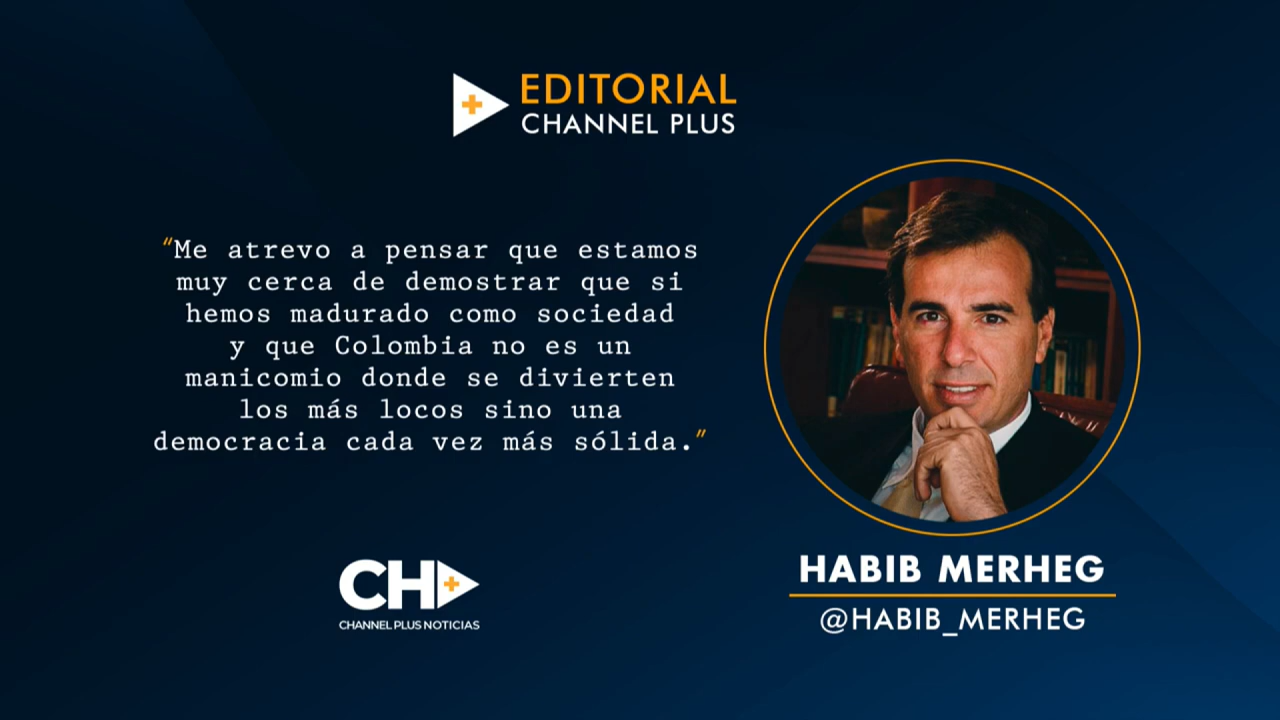 EDITORIAL
CHANNEL PLUS
“Me atrevo a pensar que estamos
muy cerca de demostrar que si
hemos madurado como sociedad
y que Colombia no es un
manicomio donde se divierten
los más locos sino una
democracia cada vez más sólida.”
HABIB MERHEG
@HABIB_MERHEG
CH
CHANNEL PLUS NOTICIAS